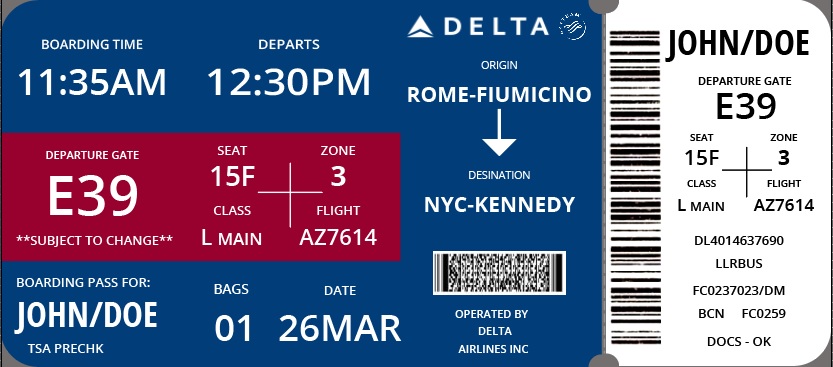 BOARDING TIME
11:35AM
DEPARTS
12:30PM
DEPARTURE GATE
E39
**SUBJECT TO CHANGE**
SEAT
15F
ZONE
3
CLASS
L MAIN
FLIGHT
AZ7614
BOARDING PASS FOR:
JOHN/DOE
TSA PRECHK
BAGS
01
DATE
26MAR
DELTA
ORIGIN
ROME-FIUMICINO
DESINATION
NYC-KENNEDY
OPERATED BY
DELTA
AIRLINES INC
JOHN/DOE
DEPARTURE GATE
E39
SEAT
15F
ZONE
3
CLASS
L MAIN
FLIGHT
AZ7614
DL4014637690
LLRBUS
FC0237023/DM
BCN FC0259
DOCS - OK